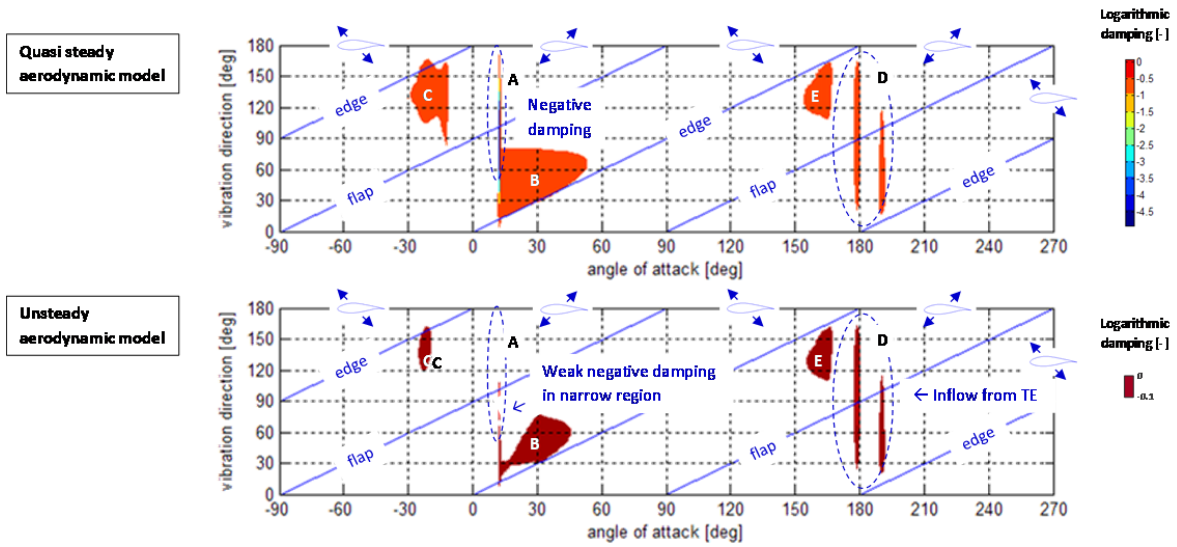 Quasi steady
aerodynamic model
vibration direction [deg]
180
150
120
90
60
30
0
edge
flap
C
A
Negative
damping
B
edge
flap
E
D
edge
-90
-60
-30
0
30
60
90
120
150
180
210
240
270
angle of attack [deg]
Logarithmic
damping [-]
0
-0.5
-1
-1.5
-2
-2.5
-3
-3.5
-4
-4.5
Unsteady
aerodynamic model
vibration direction [deg]
180
150
120
90
60
30
0
edge
flap
C
C
A
Weak negative damping
in narrow region
B
edge
flap
E
D
← Inflow from TE
edge
-90
-60
-30
0
30
60
90
120
150
180
210
240
270
angle of attack [deg]
Logarithmic
damping [-]
0
-0.1